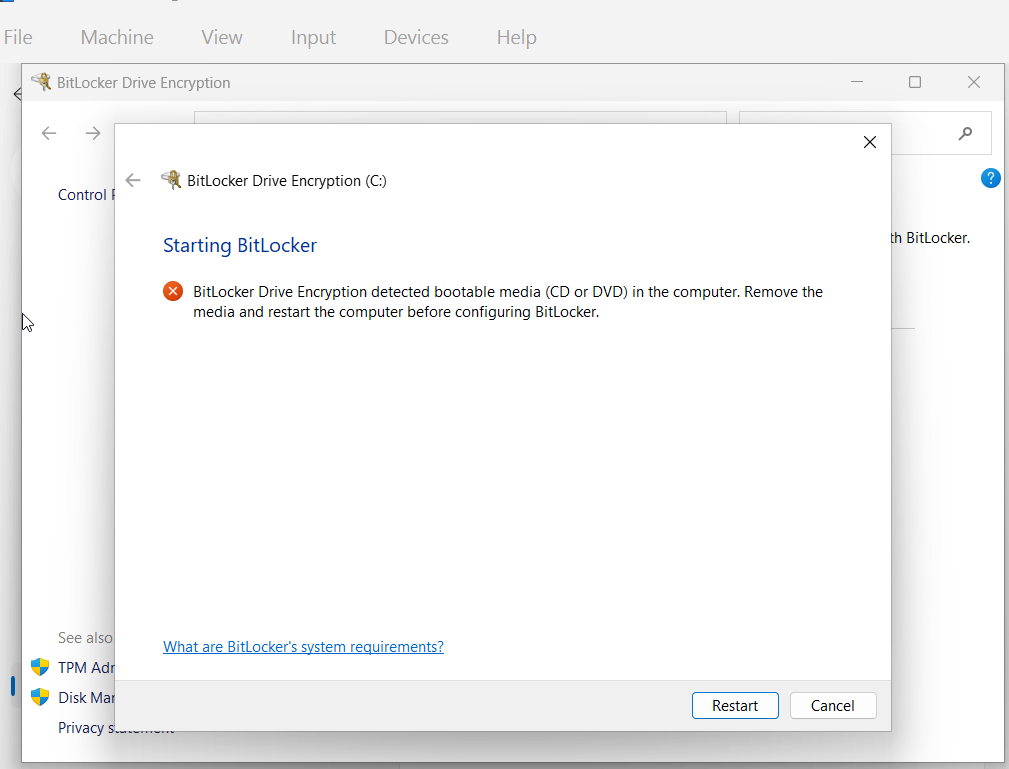 File Machine View Input Devices Help
BitLocker Drive Encryption
BitLocker Drive Encryption (C:)
Control
th BitLocker.
Starting BitLocker
BitLocker Drive Encryption detected bootable media (CD or DVD) in the computer. Remove the
media and restart the computer before configuring BitLocker.
What are BitLocker's system requirements?
See also
TPM Adr
Disk Mar
Privacy statement
Restart Cancel